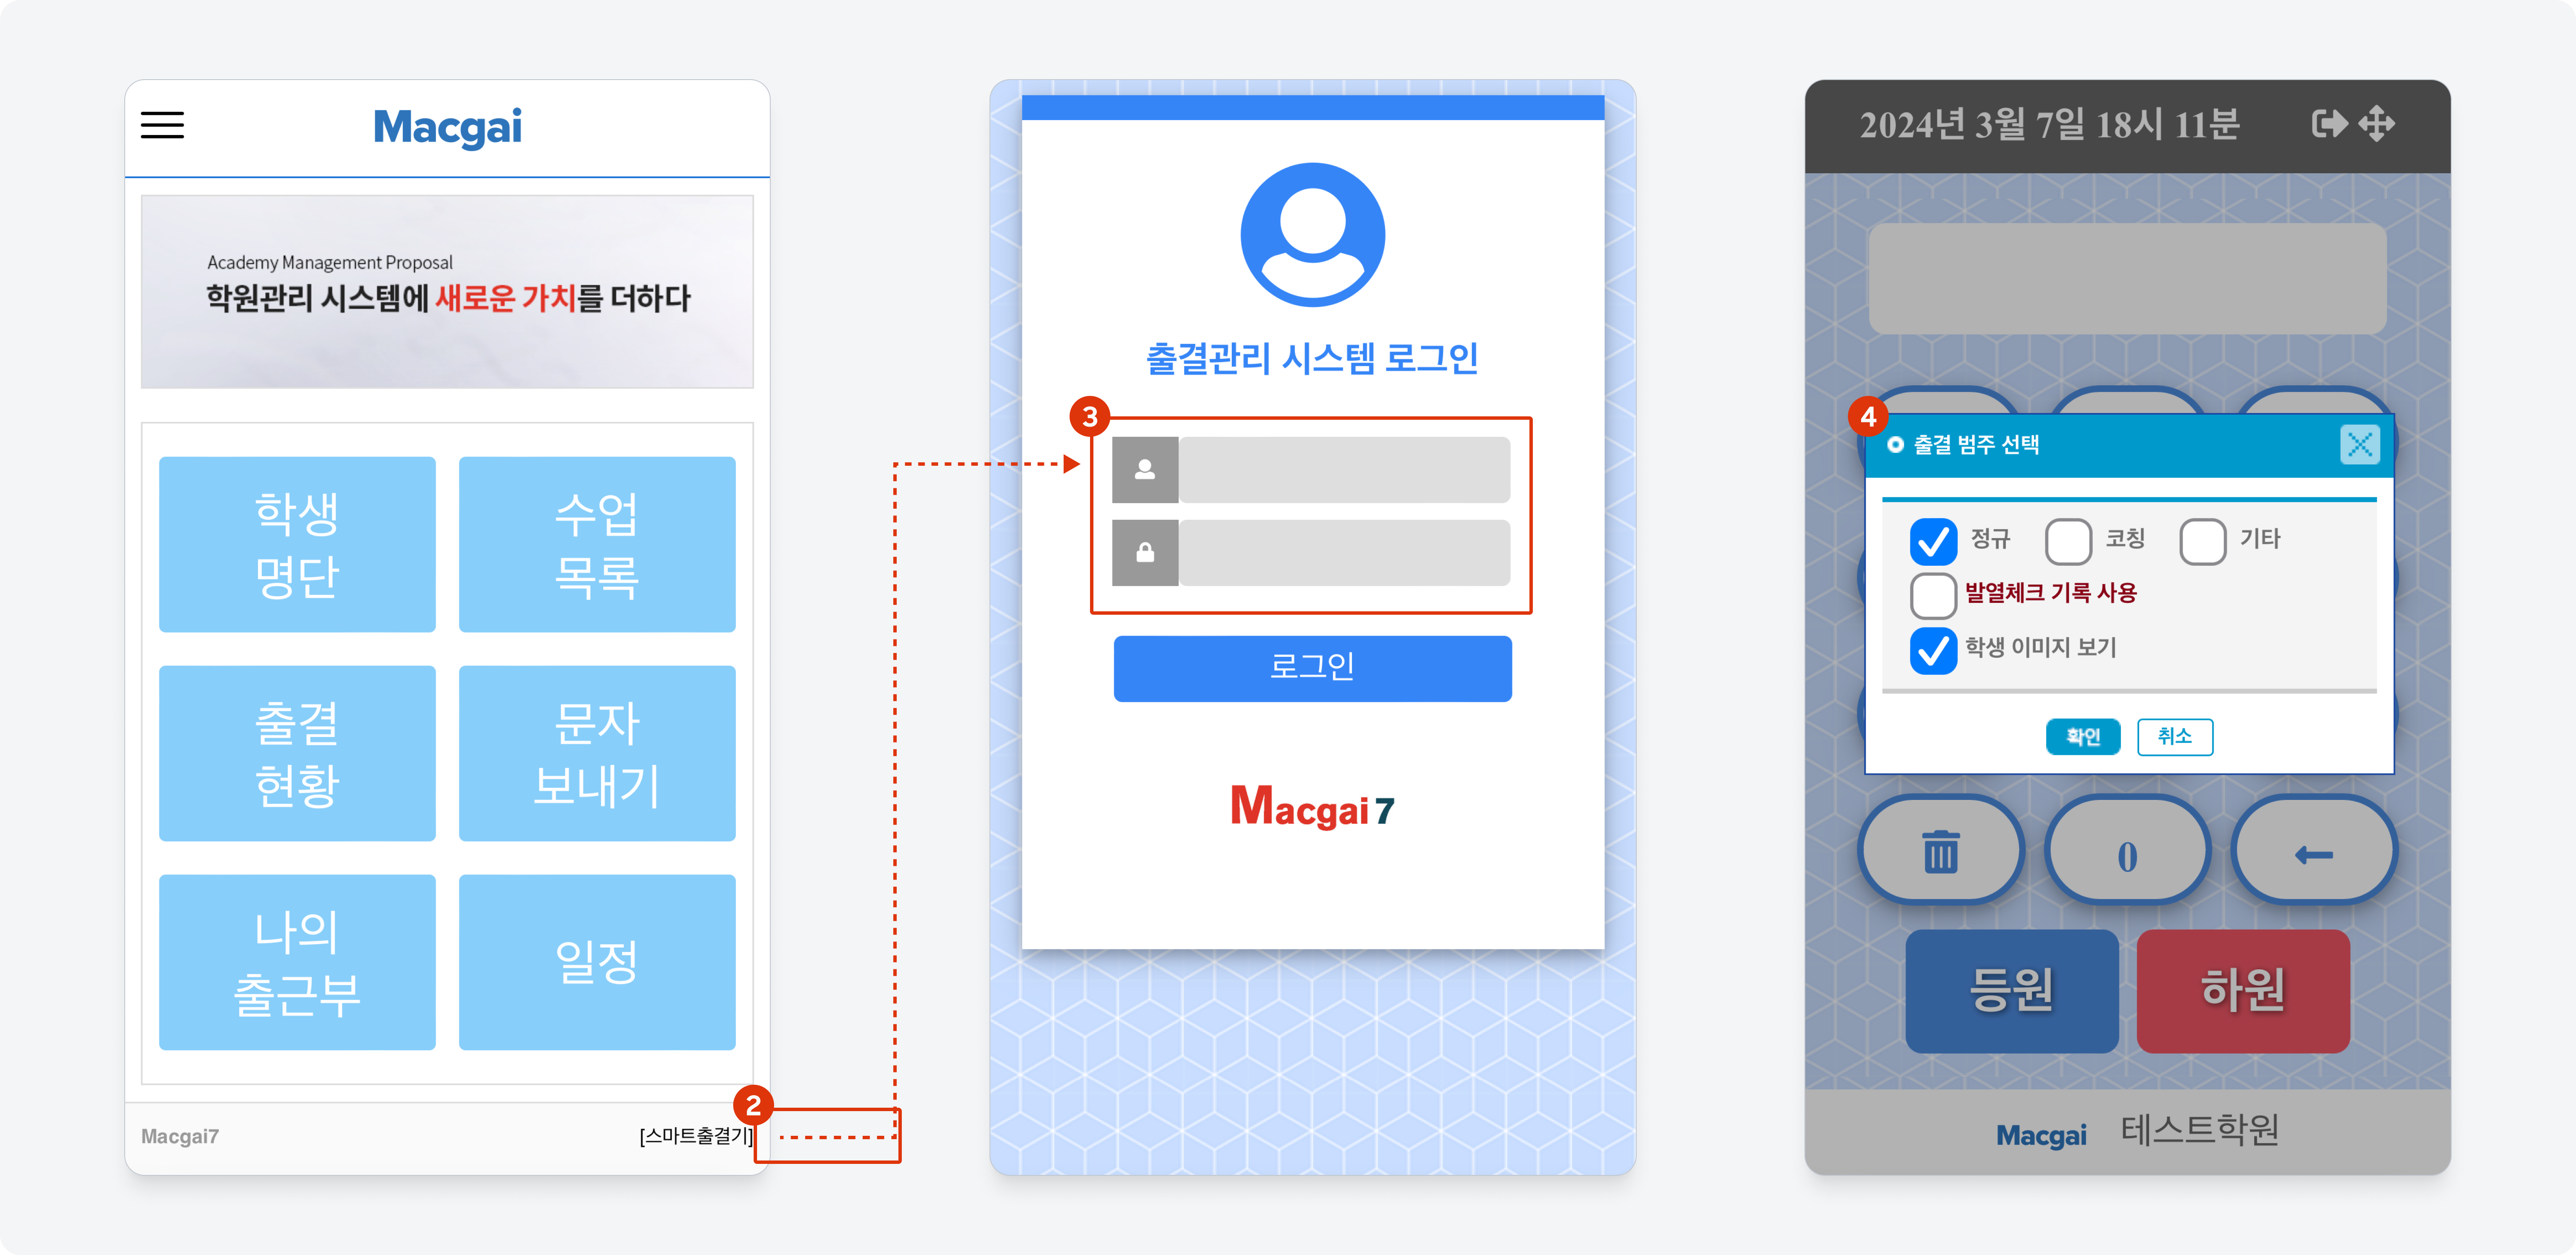 Macgai
Academy Management Proposal
학원관리 시스템에 새로운 가치를 더하다
학생
명단
수업
목록
출결
현황
문자
보내기
나의
출근부
일정
2
Macgai7
[스마트출결기]
출결관리 시스템 로그인
3
로그인
Macgai7
2024년 3월 7일 18시 11분
4
출결 범주 선택
정규
코칭
기타
발열체크 기록 사용
학생 이미지 보기
확인
취소
0
등원
하원
Macgai 테스트학원